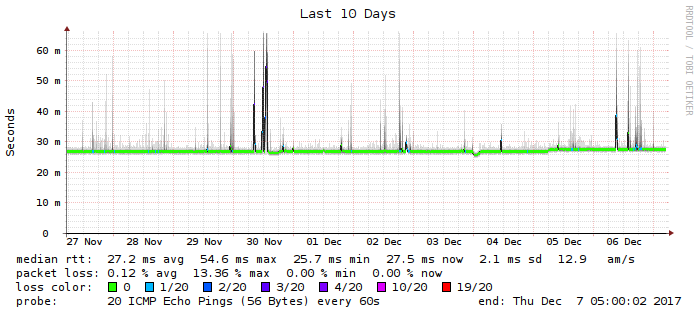 Last 10 Days
RRDTOOL / TOBI OETIKER
Seconds
60 m
50 m
40 m
30 m
20 m
10 m
0
27 Nov 28 Nov 29 Nov 30 Nov 01 Dec 02 Dec 03 Dec 04 Dec 05 Dec 06 Dec
median rtt: 27.2 ms avg 54.6 ms max 25.7 ms min 27.5 ms now 2.1 ms sd 12.9 am/s
packet loss: 0.12 % avg 13.36 % max 0.00 % min 0.00 % now
loss color: 0 1/20 2/20 3/20 4/20 10/20 19/20
probe: 20 ICMP Echo Pings (56 Bytes) every 60s end: Thu Dec 7 05:00:02 2017